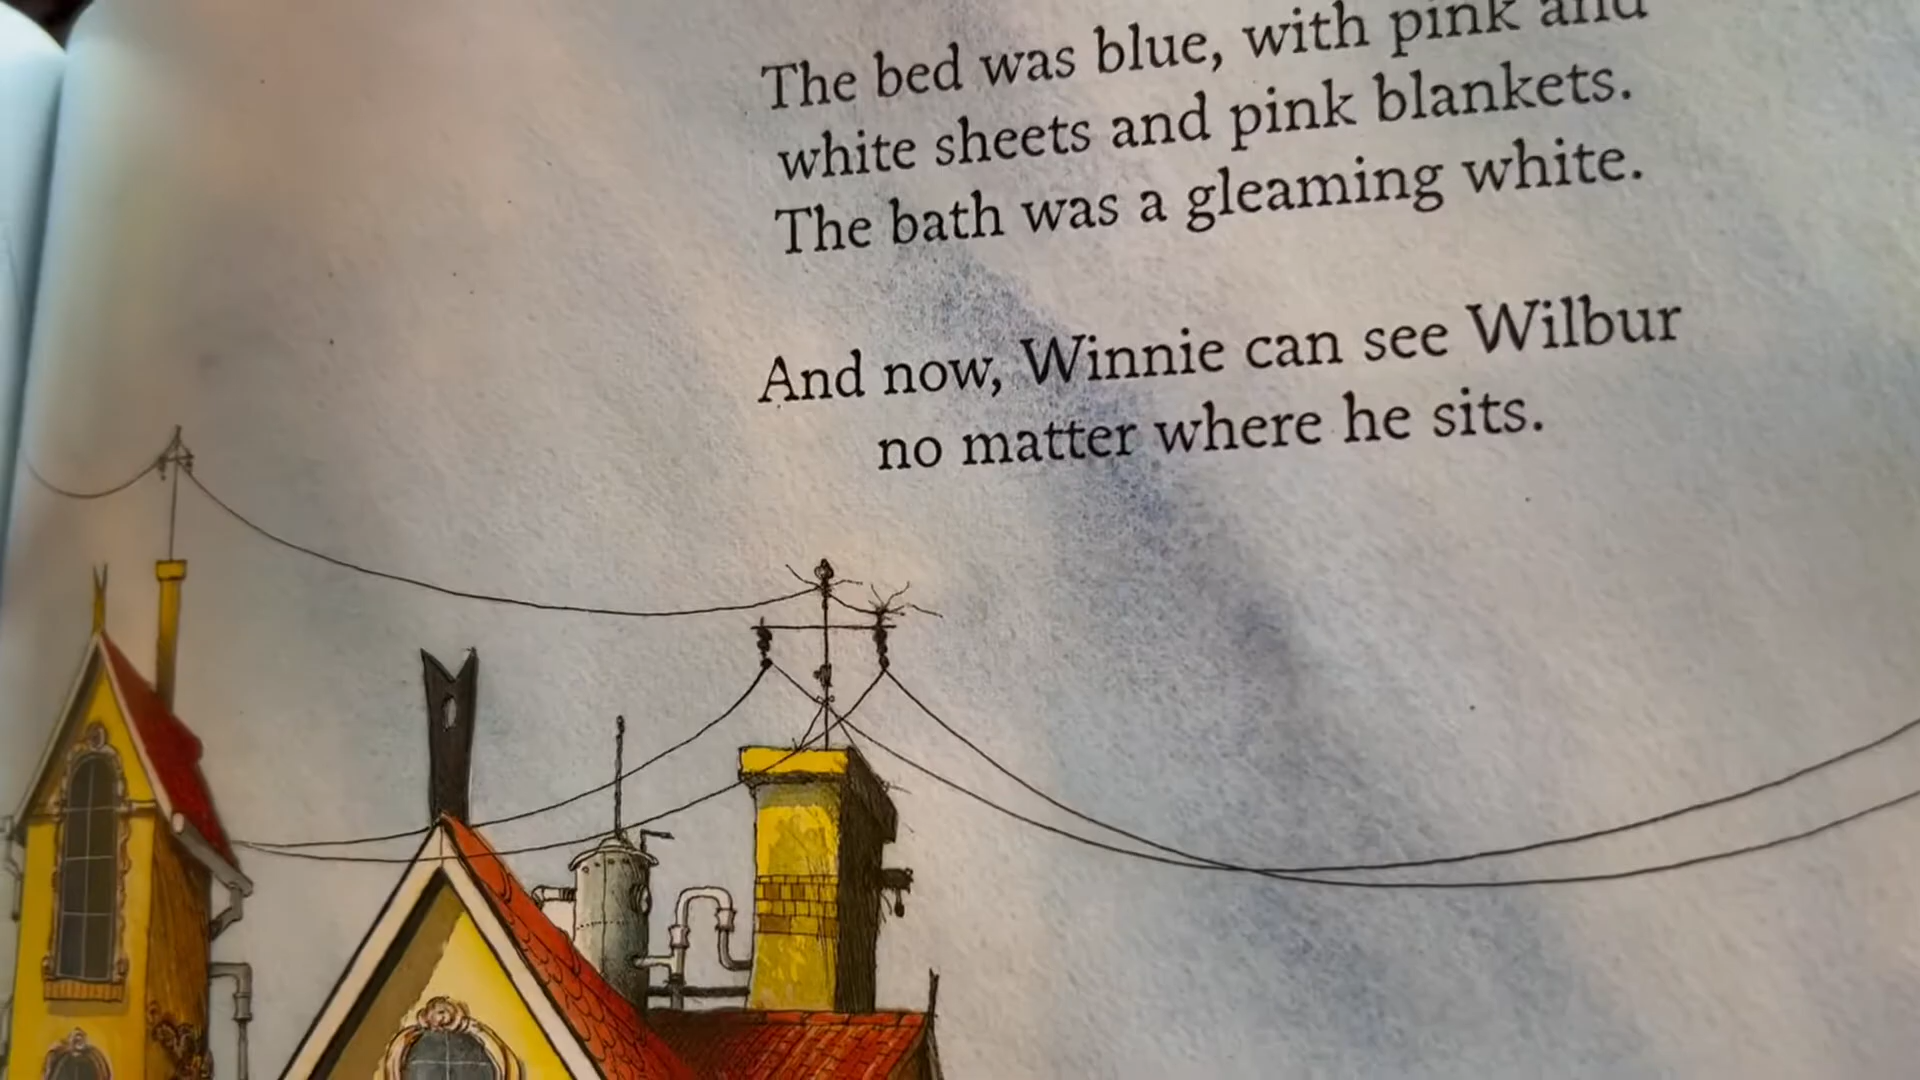 The bed was blue, with pink and
white sheets and pink blankets.
The bath was a gleaming white.
And now, Winnie can see Wilbur
no matter where he sits.